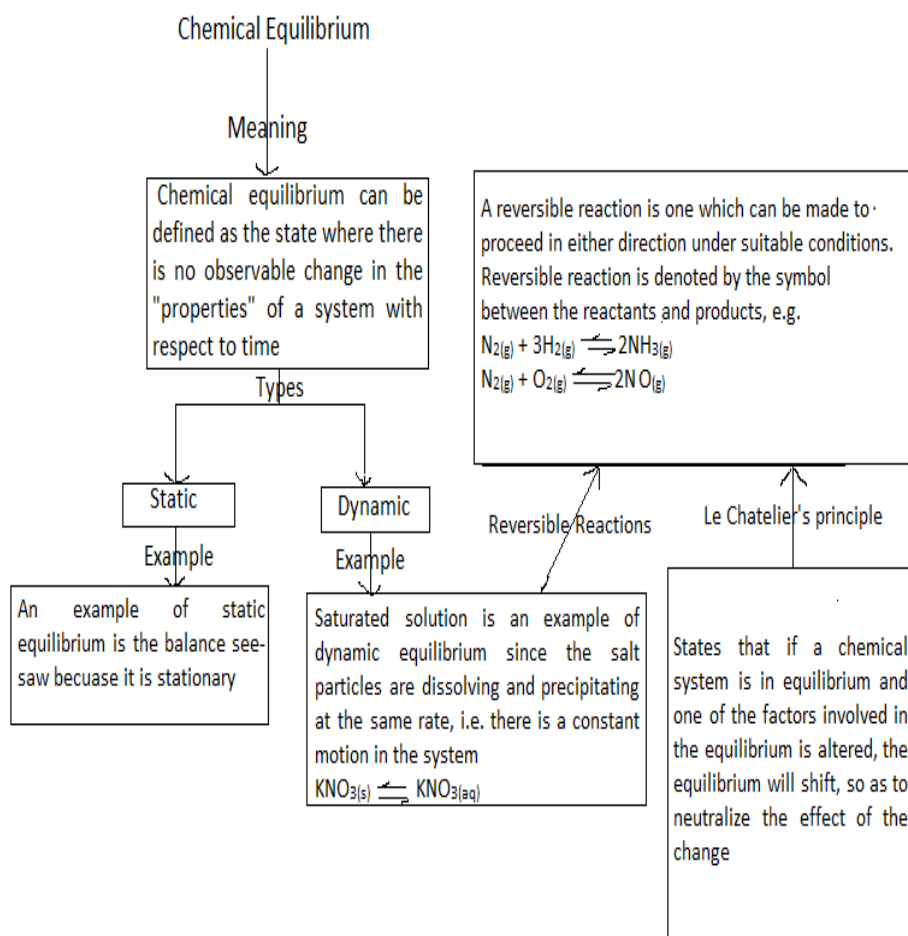 Chemical Equilibrium
Meaning
Chemical equilibrium can be
defined as the state where there
is no observable change in the
"properties" of a system with
respect to time
Types
Static
Example
An example of static
equilibrium is the balance see-
saw becuase it is stationary
Dynamic
Example
Saturated solution is an example of
dynamic equilibrium since the salt
particles are dissolving and precipitating
at the same rate, i.e. there is a constant
motion in the system
KNO3(s) ⇌ KNO3(aq)
Reversible Reactions
A reversible reaction is one which can be made to
proceed in either direction under suitable conditions.
Reversible reaction is denoted by the symbol
between the reactants and products, e.g.
N2(g) + 3H2(g) ⇌ 2NH3(g)
N2(g) + O2(g) ⇌ 2NO(g)
Le Chatelier's principle
States that if a chemical
system is in equilibrium and
one of the factors involved in
the equilibrium is altered, the
equilibrium will shift, so as to
neutralize the effect of the
change